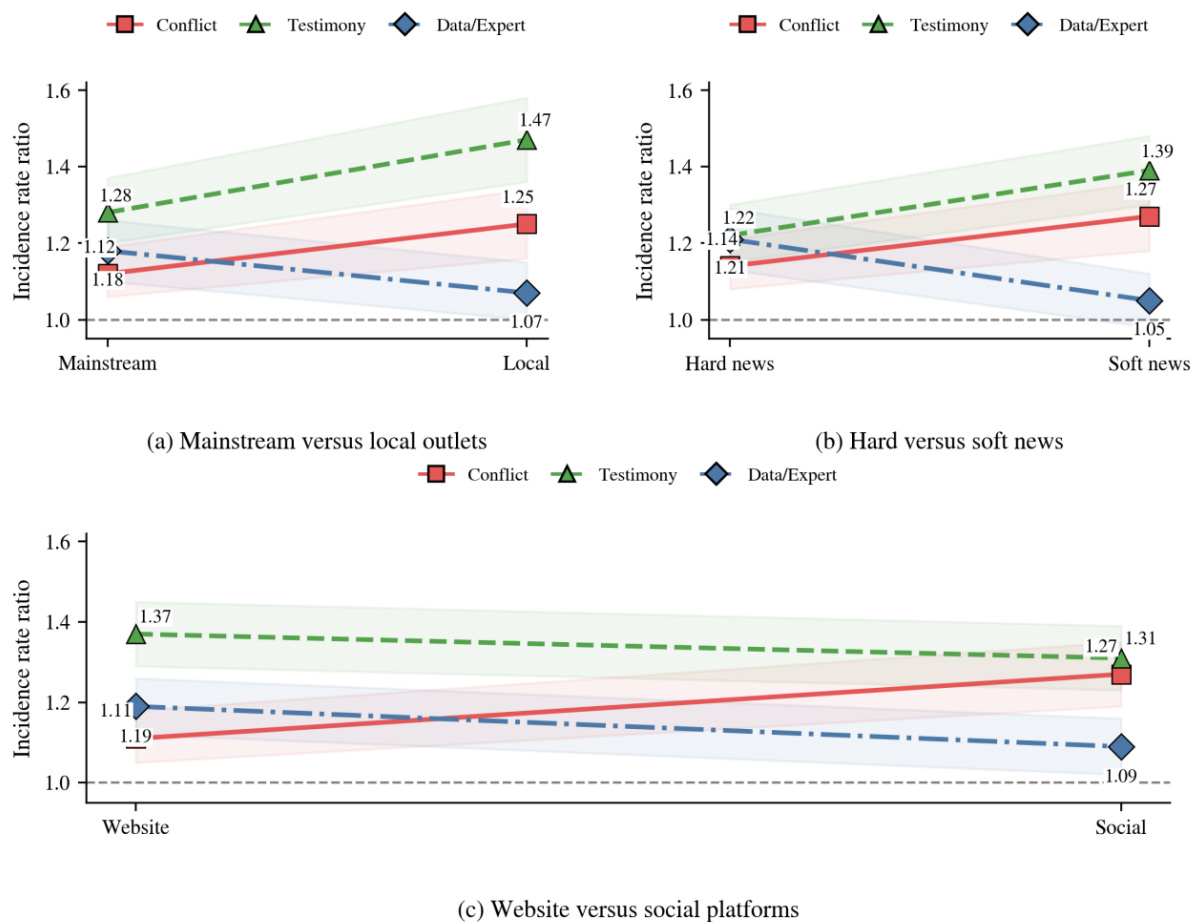 Conflict Testimony Data/Expert
Incidence rate ratio
1.6
1.4
1.2
1.0
1.28
1.12
1.18
1.47
1.25
1.07
Mainstream Local
(a) Mainstream versus local outlets
Conflict Testimony Data/Expert
Incidence rate ratio
1.6
1.4
1.2
1.0
1.22
1.14
1.21
1.39
1.27
1.05
Hard news Soft news
(b) Hard versus soft news
Conflict Testimony Data/Expert
Incidence rate ratio
1.6
1.4
1.2
1.0
1.37
1.11
1.19
1.27 1.31
1.09
Website Social
(c) Website versus social platforms